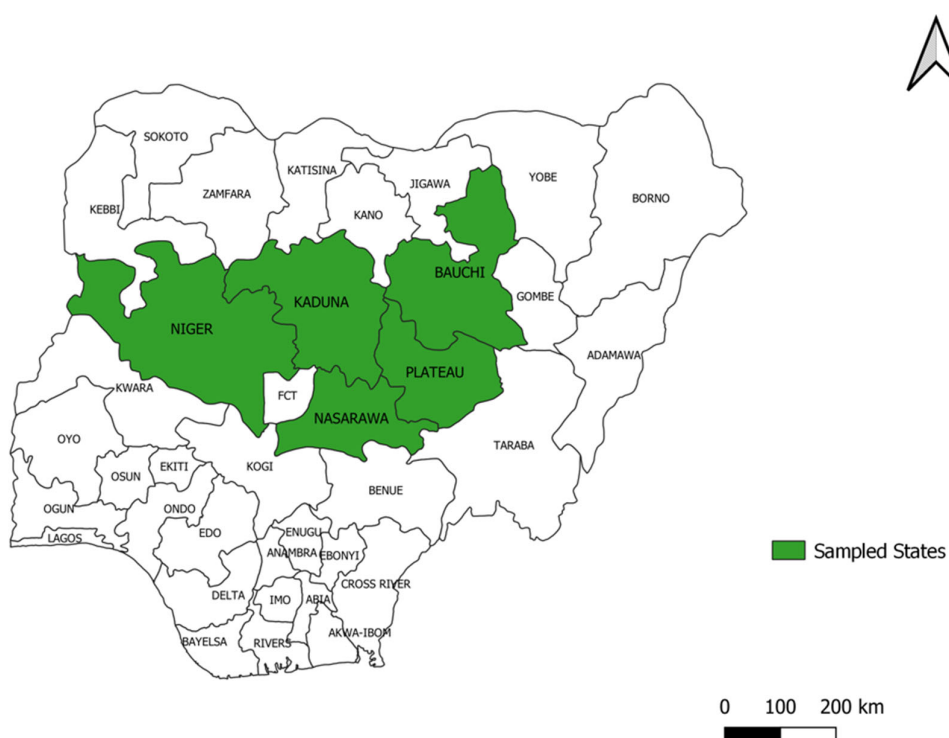 SOKOTO
KATISINA
ZAMFARA
KEBBI
JIGAWA
YOBE
KANO
BORNO
BAUCHI
GOMBE
KADUNA
NIGER
ADAMAWA
PLATEAU
KWARA
FCT
NASARAWA
OYO
TARABA
KOGI
EKITI
OSUN
BENUE
OGUN
ONDO
EDO
ENUGU
LAGOS
ANAMBRA
EBONYI
Sampled States
CROSS RIVER
DELTA
IMO
ABIA
AKWA-IBOM
BAYELSA
RIVERS
0 100 200 km